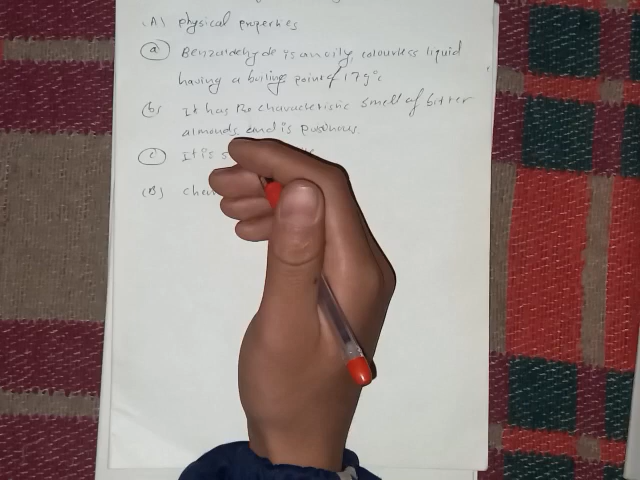 (A) physical properties
(a) Benzaldehyde is an oily, colourless liquid
having a boiling point of 179°c
(b) It has the characteristic smell of bitter
almonds and is poisonous.
(c) It is
(B)